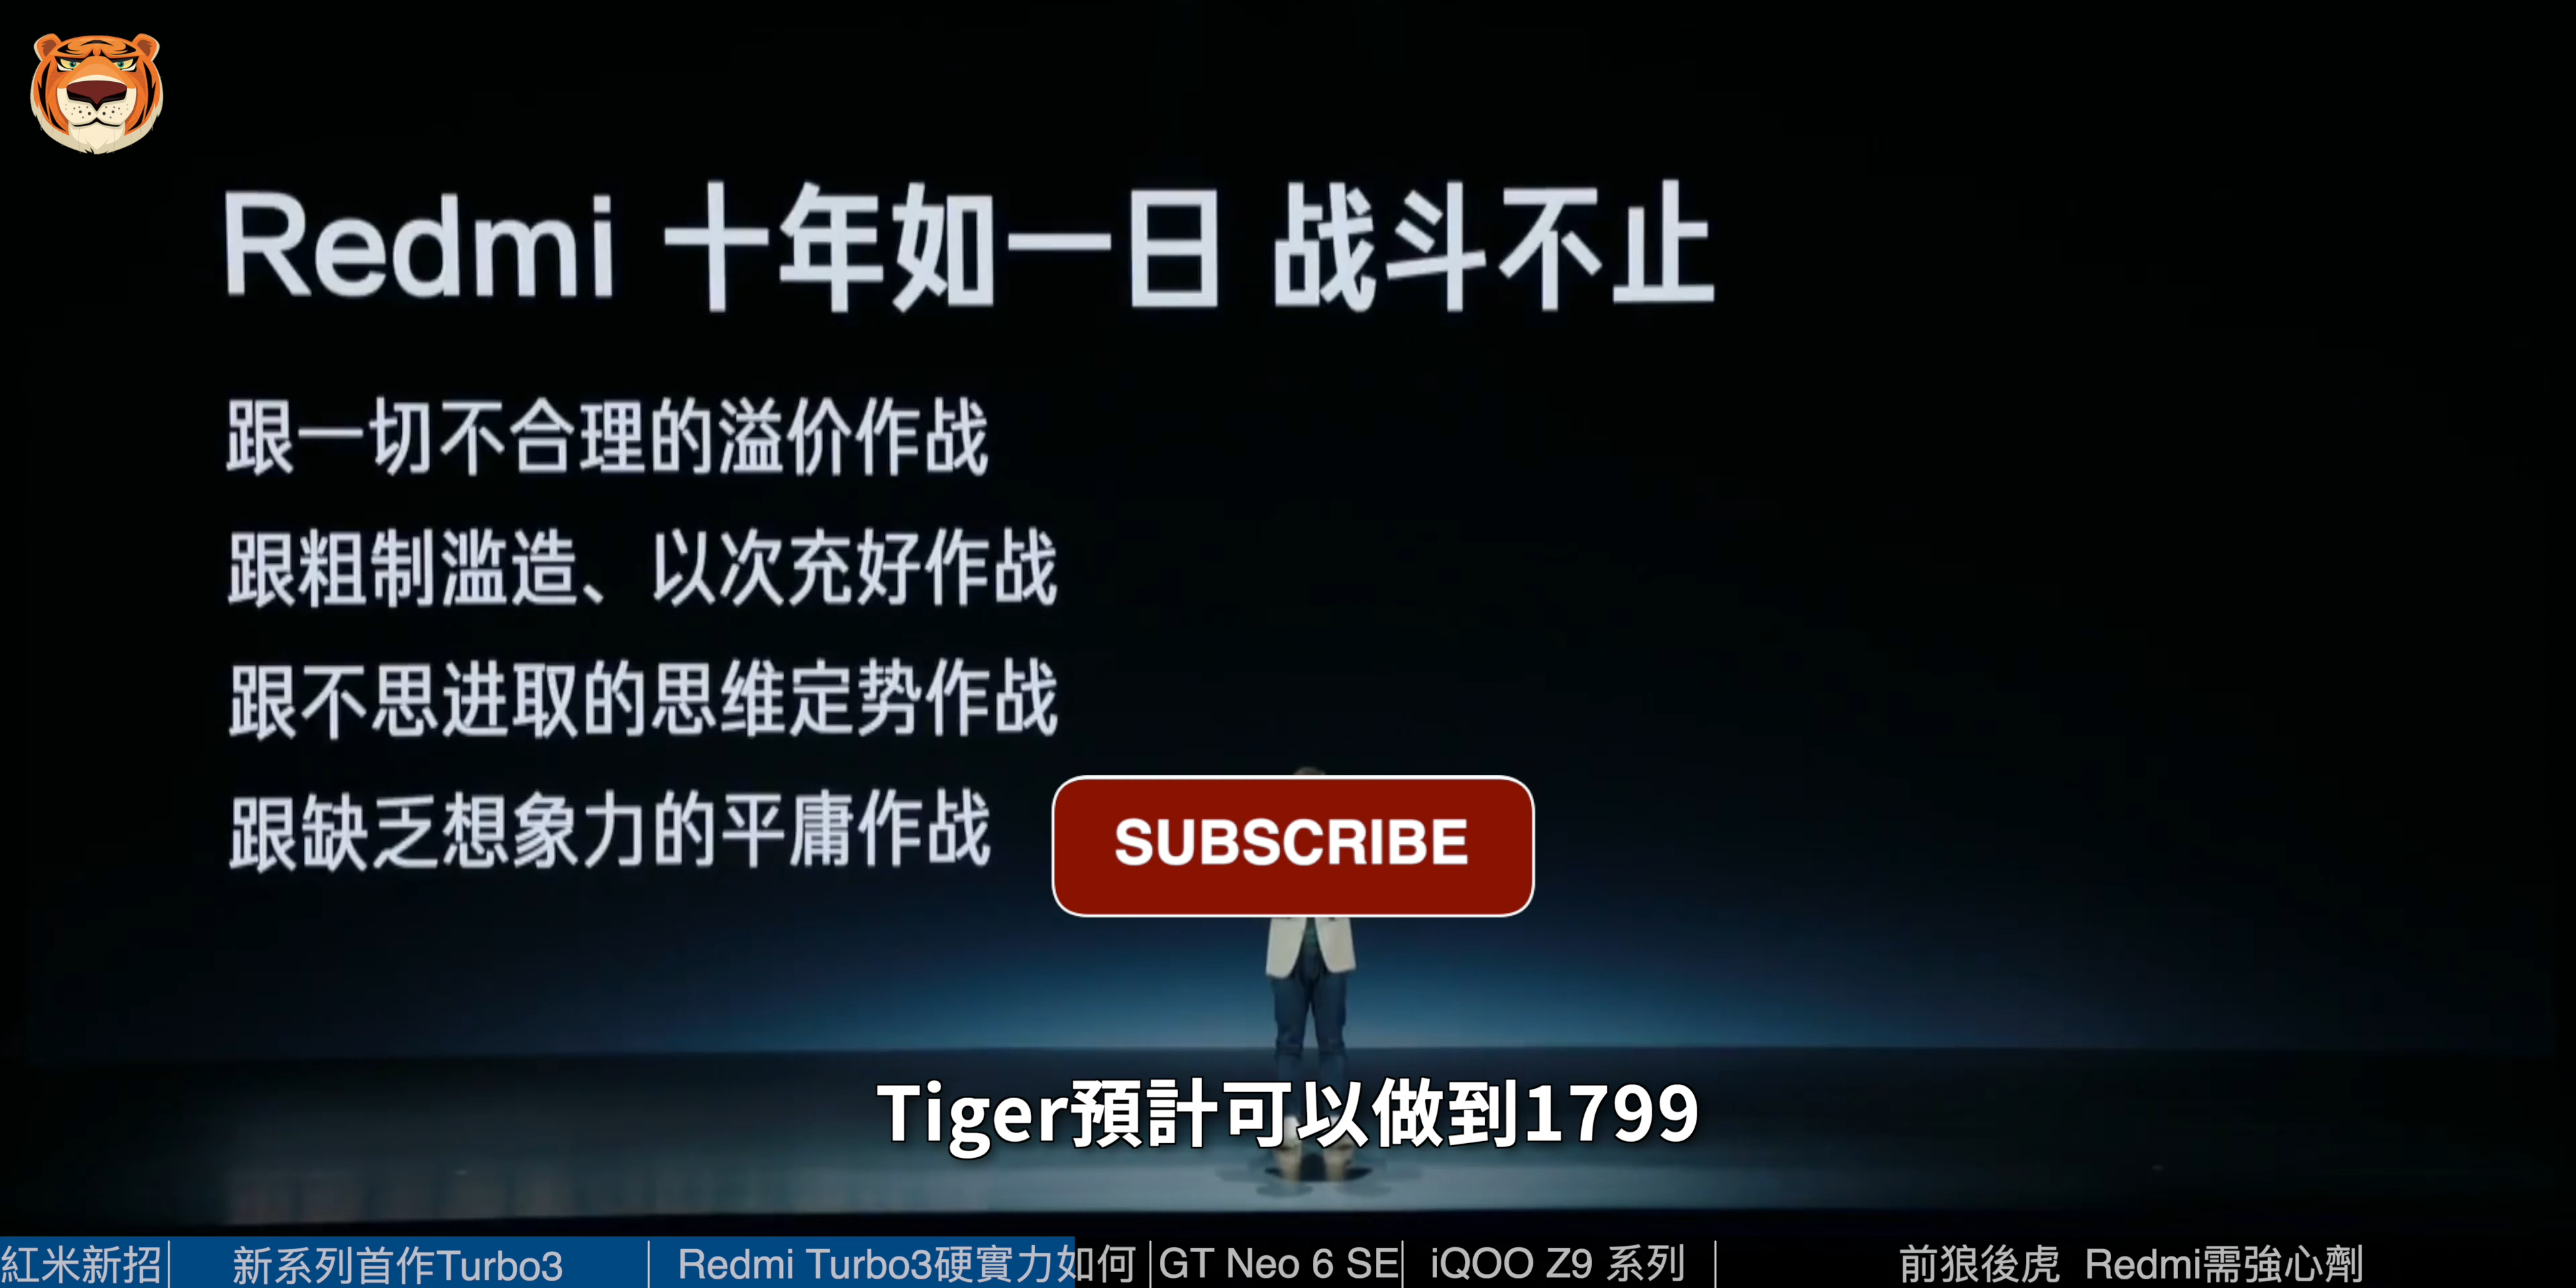 Redmi 十年如一日 战斗不止
跟一切不合理的溢价作战
跟粗制滥造、以次充好作战
跟不思进取的思维定势作战
跟缺乏想象力的平庸作战
SUBSCRIBE
Tiger預計可以做到1799
紅米新招 新系列首作Turbo3 Redmi Turbo3硬實力如何 GT Neo 6 SE iQOO Z9 系列 前狼後虎 Redmi需強心劑